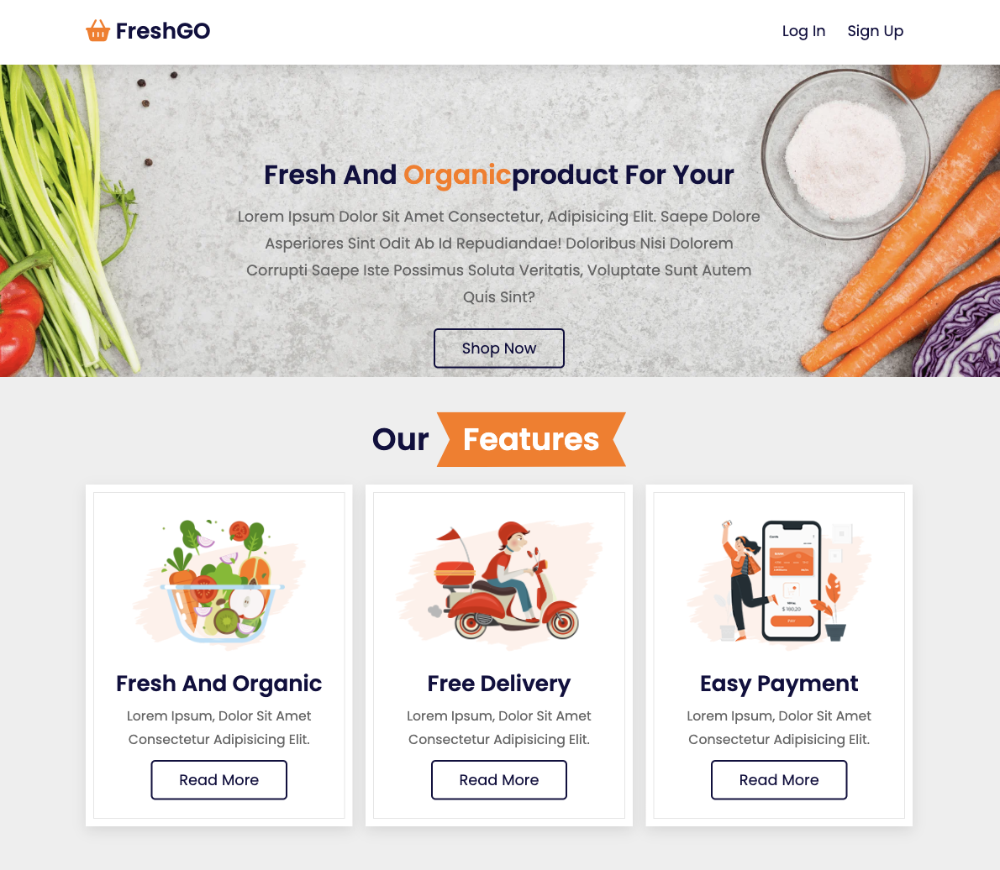 FreshGO
Log In
Sign Up
Fresh And Organicproduct For Your
Lorem Ipsum Dolor Sit Amet Consectetur, Adipisicing Elit. Saepe Dolore
Asperiores Sint Odit Ab Id Repudiandae! Doloribus Nisi Dolorem
Corrupti Saepe Iste Possimus Soluta Veritatis, Voluptate Sunt Autem
Quis Sint?
Shop Now
Our Features
Fresh And Organic
Lorem Ipsum, Dolor Sit Amet
Consectetur Adipisicing Elit.
Read More
Free Delivery
Lorem Ipsum, Dolor Sit Amet
Consectetur Adipisicing Elit.
Read More
$ 180,20
Easy Payment
Lorem Ipsum, Dolor Sit Amet
Consectetur Adipisicing Elit.
Read More